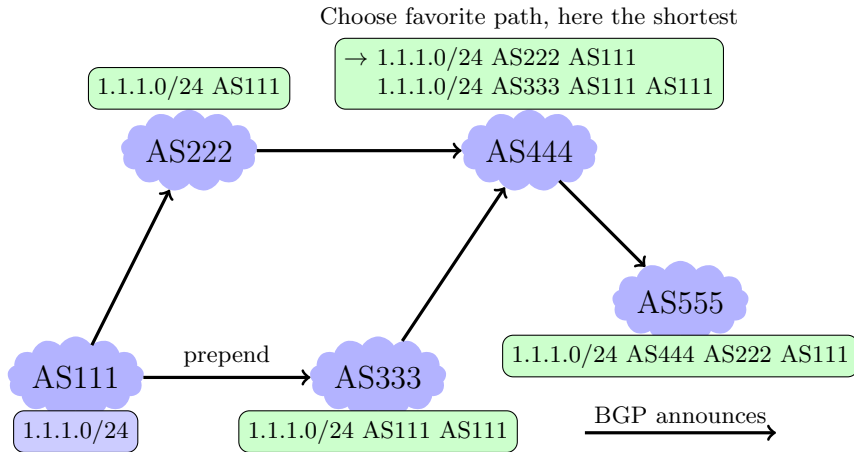 Choose favorite path, here the shortest
→ 1.1.1.0/24 AS222 AS111
1.1.1.0/24 AS333 AS111 AS111
1.1.1.0/24 AS111
AS222
AS444
AS555
1.1.1.0/24 AS444 AS222 AS111
prepend
AS111
AS333
1.1.1.0/24
1.1.1.0/24 AS111 AS111
BGP announces